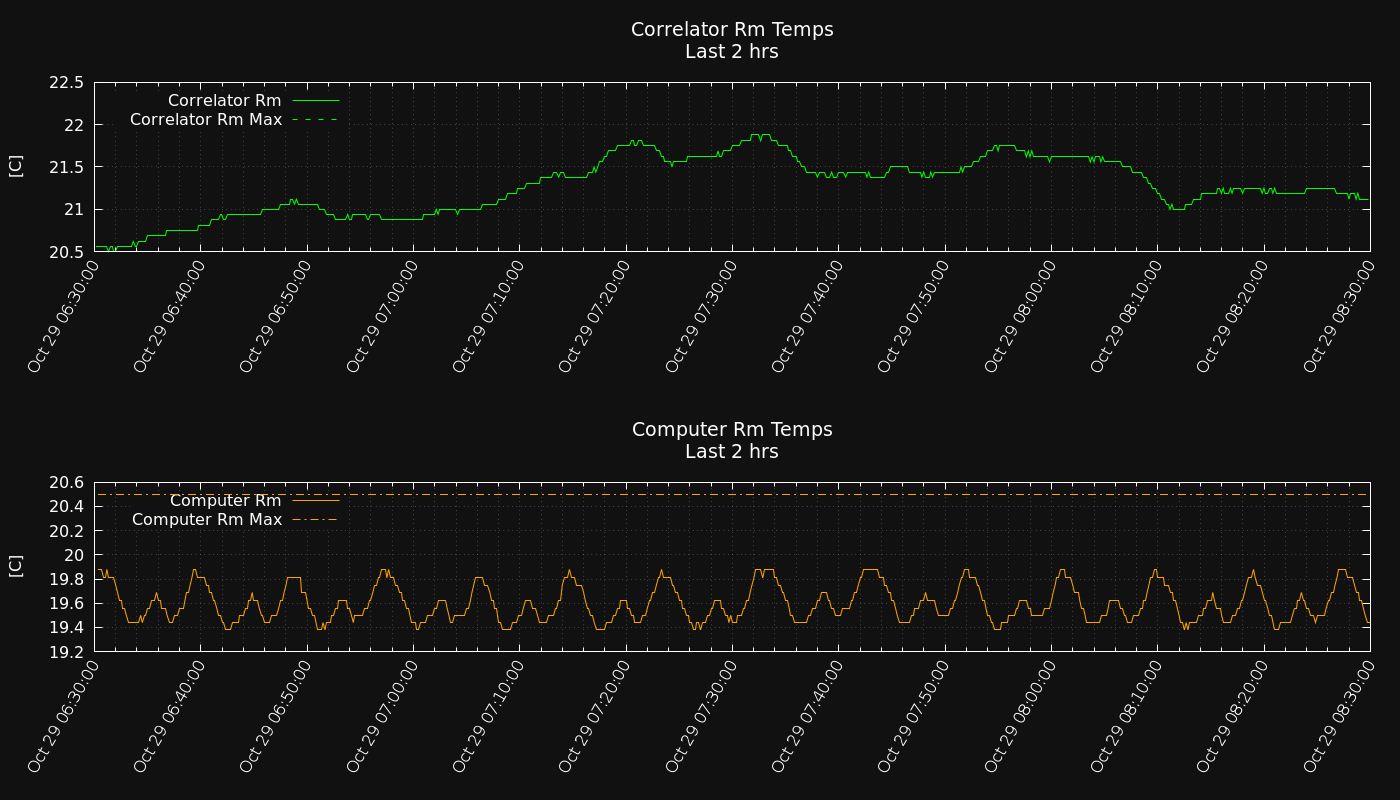 Correlator Rm Temps
Last 2 hrs
22.5
22
21.5
21
20.5
[C]
Correlator Rm
Correlator Rm Max
Oct 29 06:30:00
Oct 29 06:40:00
Oct 29 06:50:00
Oct 29 07:00:00
Oct 29 07:10:00
Oct 29 07:20:00
Oct 29 07:30:00
Oct 29 07:40:00
Oct 29 07:50:00
Oct 29 08:00:00
Oct 29 08:10:00
Oct 29 08:20:00
Oct 29 08:30:00
Computer Rm Temps
Last 2 hrs
20.6
20.4
20.2
20
19.8
19.6
19.4
19.2
[C]
Computer Rm
Computer Rm Max
Oct 29 06:30:00
Oct 29 06:40:00
Oct 29 06:50:00
Oct 29 07:00:00
Oct 29 07:10:00
Oct 29 07:20:00
Oct 29 07:30:00
Oct 29 07:40:00
Oct 29 07:50:00
Oct 29 08:00:00
Oct 29 08:10:00
Oct 29 08:20:00
Oct 29 08:30:00